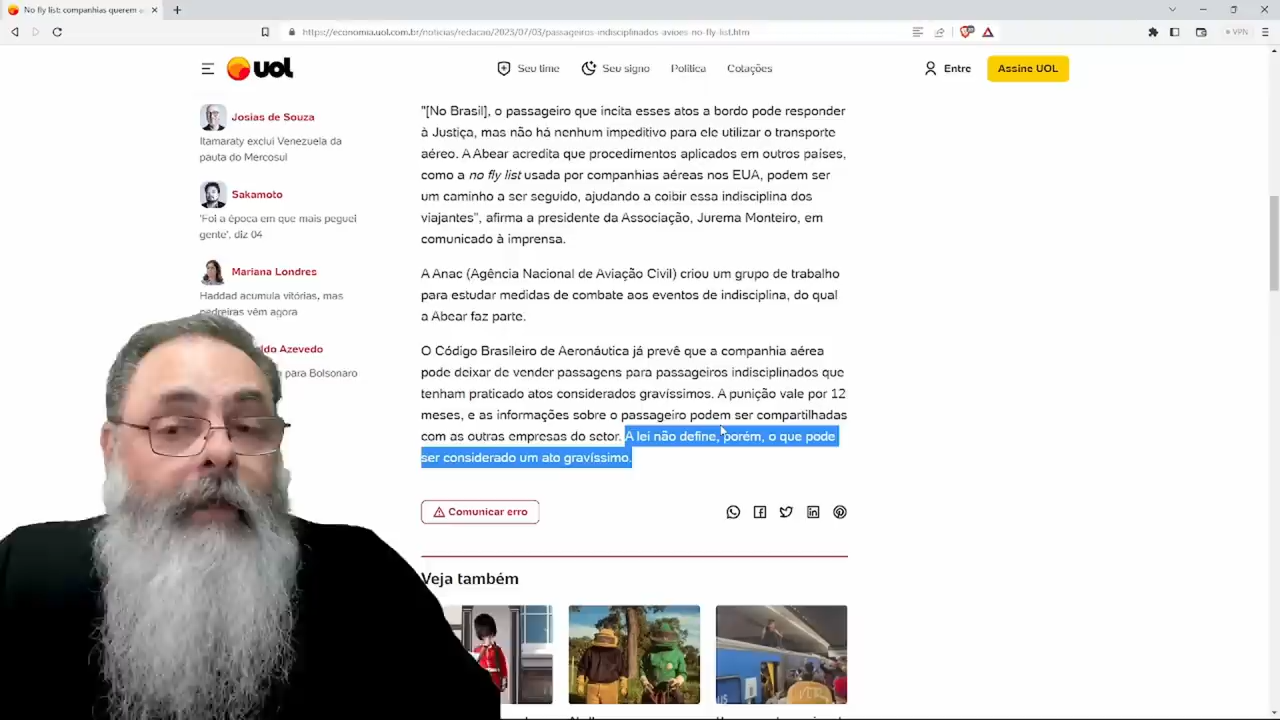 No fly list: companhias querem
https://economia.uol.com.br/noticias/redacao/2023/07/03/passageiros-indisciplinados-avioes-no-fly-list.htm
VPN
UOL
Seu time
Seu signo
Política
Cotações
Entre
Assine UOL
Josias de Souza
Itamaraty exclui Venezuela da
pauta do Mercosul
Sakamoto
'Foi a época em que mais peguei
gente', diz 04
Mariana Londres
Haddad acumula vitórias, mas
pedreiras vêm agora
Azevedo
para Bolsonaro
"[No Brasil], o passageiro que incita esses atos a bordo pode responder
à Justiça, mas não há nenhum impeditivo para ele utilizar o transporte
aéreo. A Abear acredita que procedimentos aplicados em outros países,
como a no fly list usada por companhias aéreas nos EUA, podem ser
um caminho a ser seguido, ajudando a coibir essa indisciplina dos
viajantes", afirma a presidente da Associação, Jurema Monteiro, em
comunicado à imprensa.
A Anac (Agência Nacional de Aviação Civil) criou um grupo de trabalho
para estudar medidas de combate aos eventos de indisciplina, do qual
a Abear faz parte.
O Código Brasileiro de Aeronáutica já prevê que a companhia aérea
pode deixar de vender passagens para passageiros indisciplinados que
tenham praticado atos considerados gravíssimos. A punição vale por 12
meses, e as informações sobre o passageiro podem ser compartilhadas
com as outras empresas do setor. A lei não define, porém, o que pode
ser considerado um ato gravíssimo.
Comunicar erro
Veja também